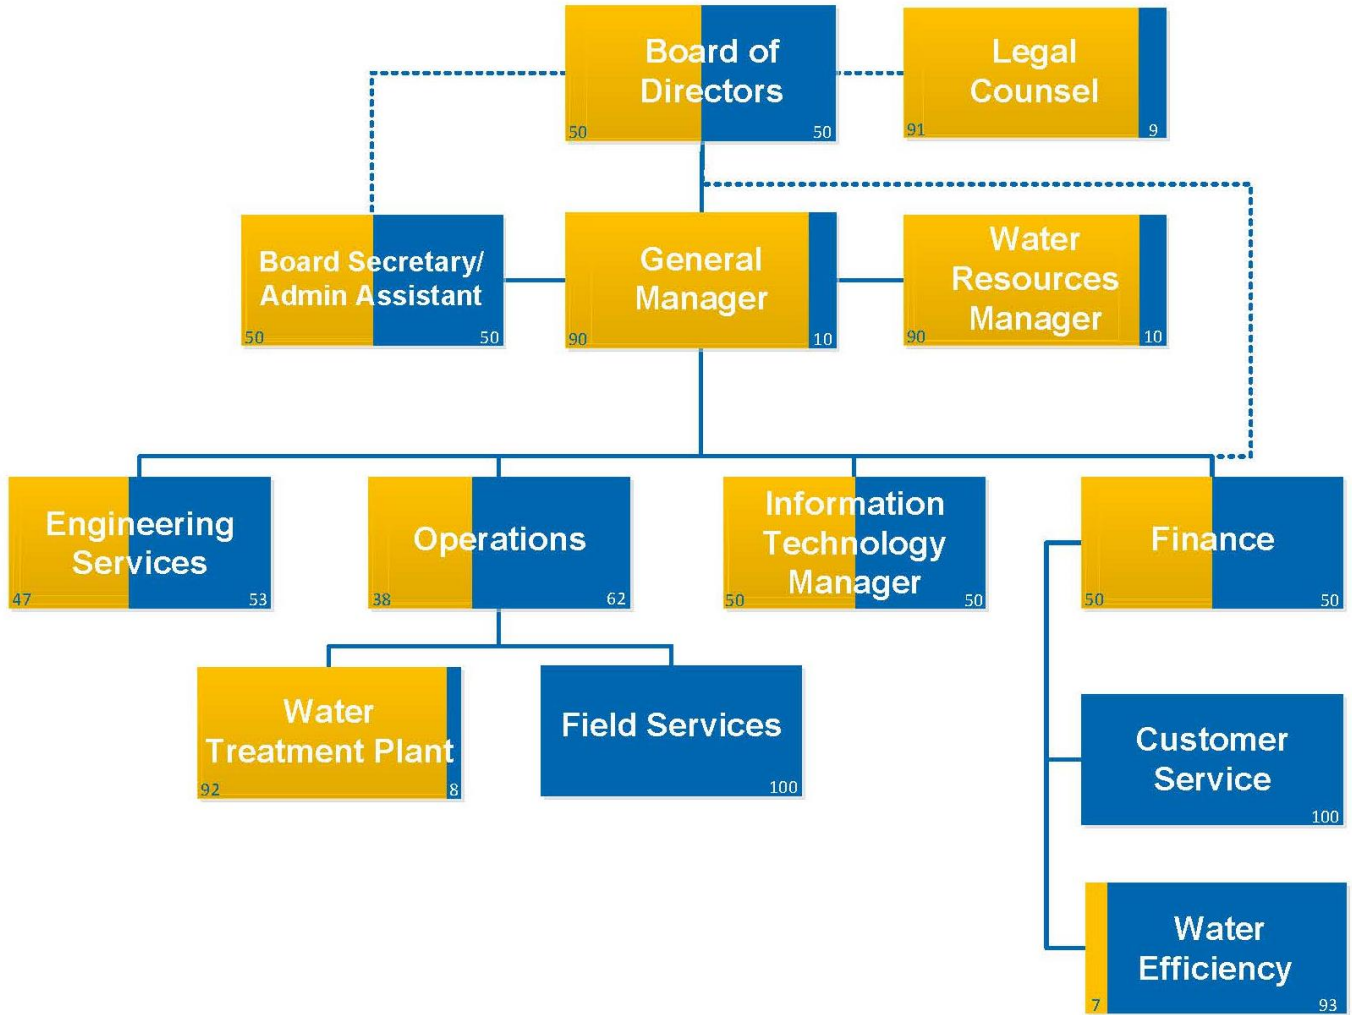 Board of
Directors
50
50
Legal
Counsel
91
9
Board Secretary/
Admin Assistant
50
50
General
Manager
90
10
Water
Resources
Manager
90
10
Engineering
Services
47
53
Operations
38
62
Information
Technology
Manager
50
50
Finance
50
50
Water
Treatment Plant
92
8
Field Services
100
Customer
Service
100
Water
Efficiency
7
93